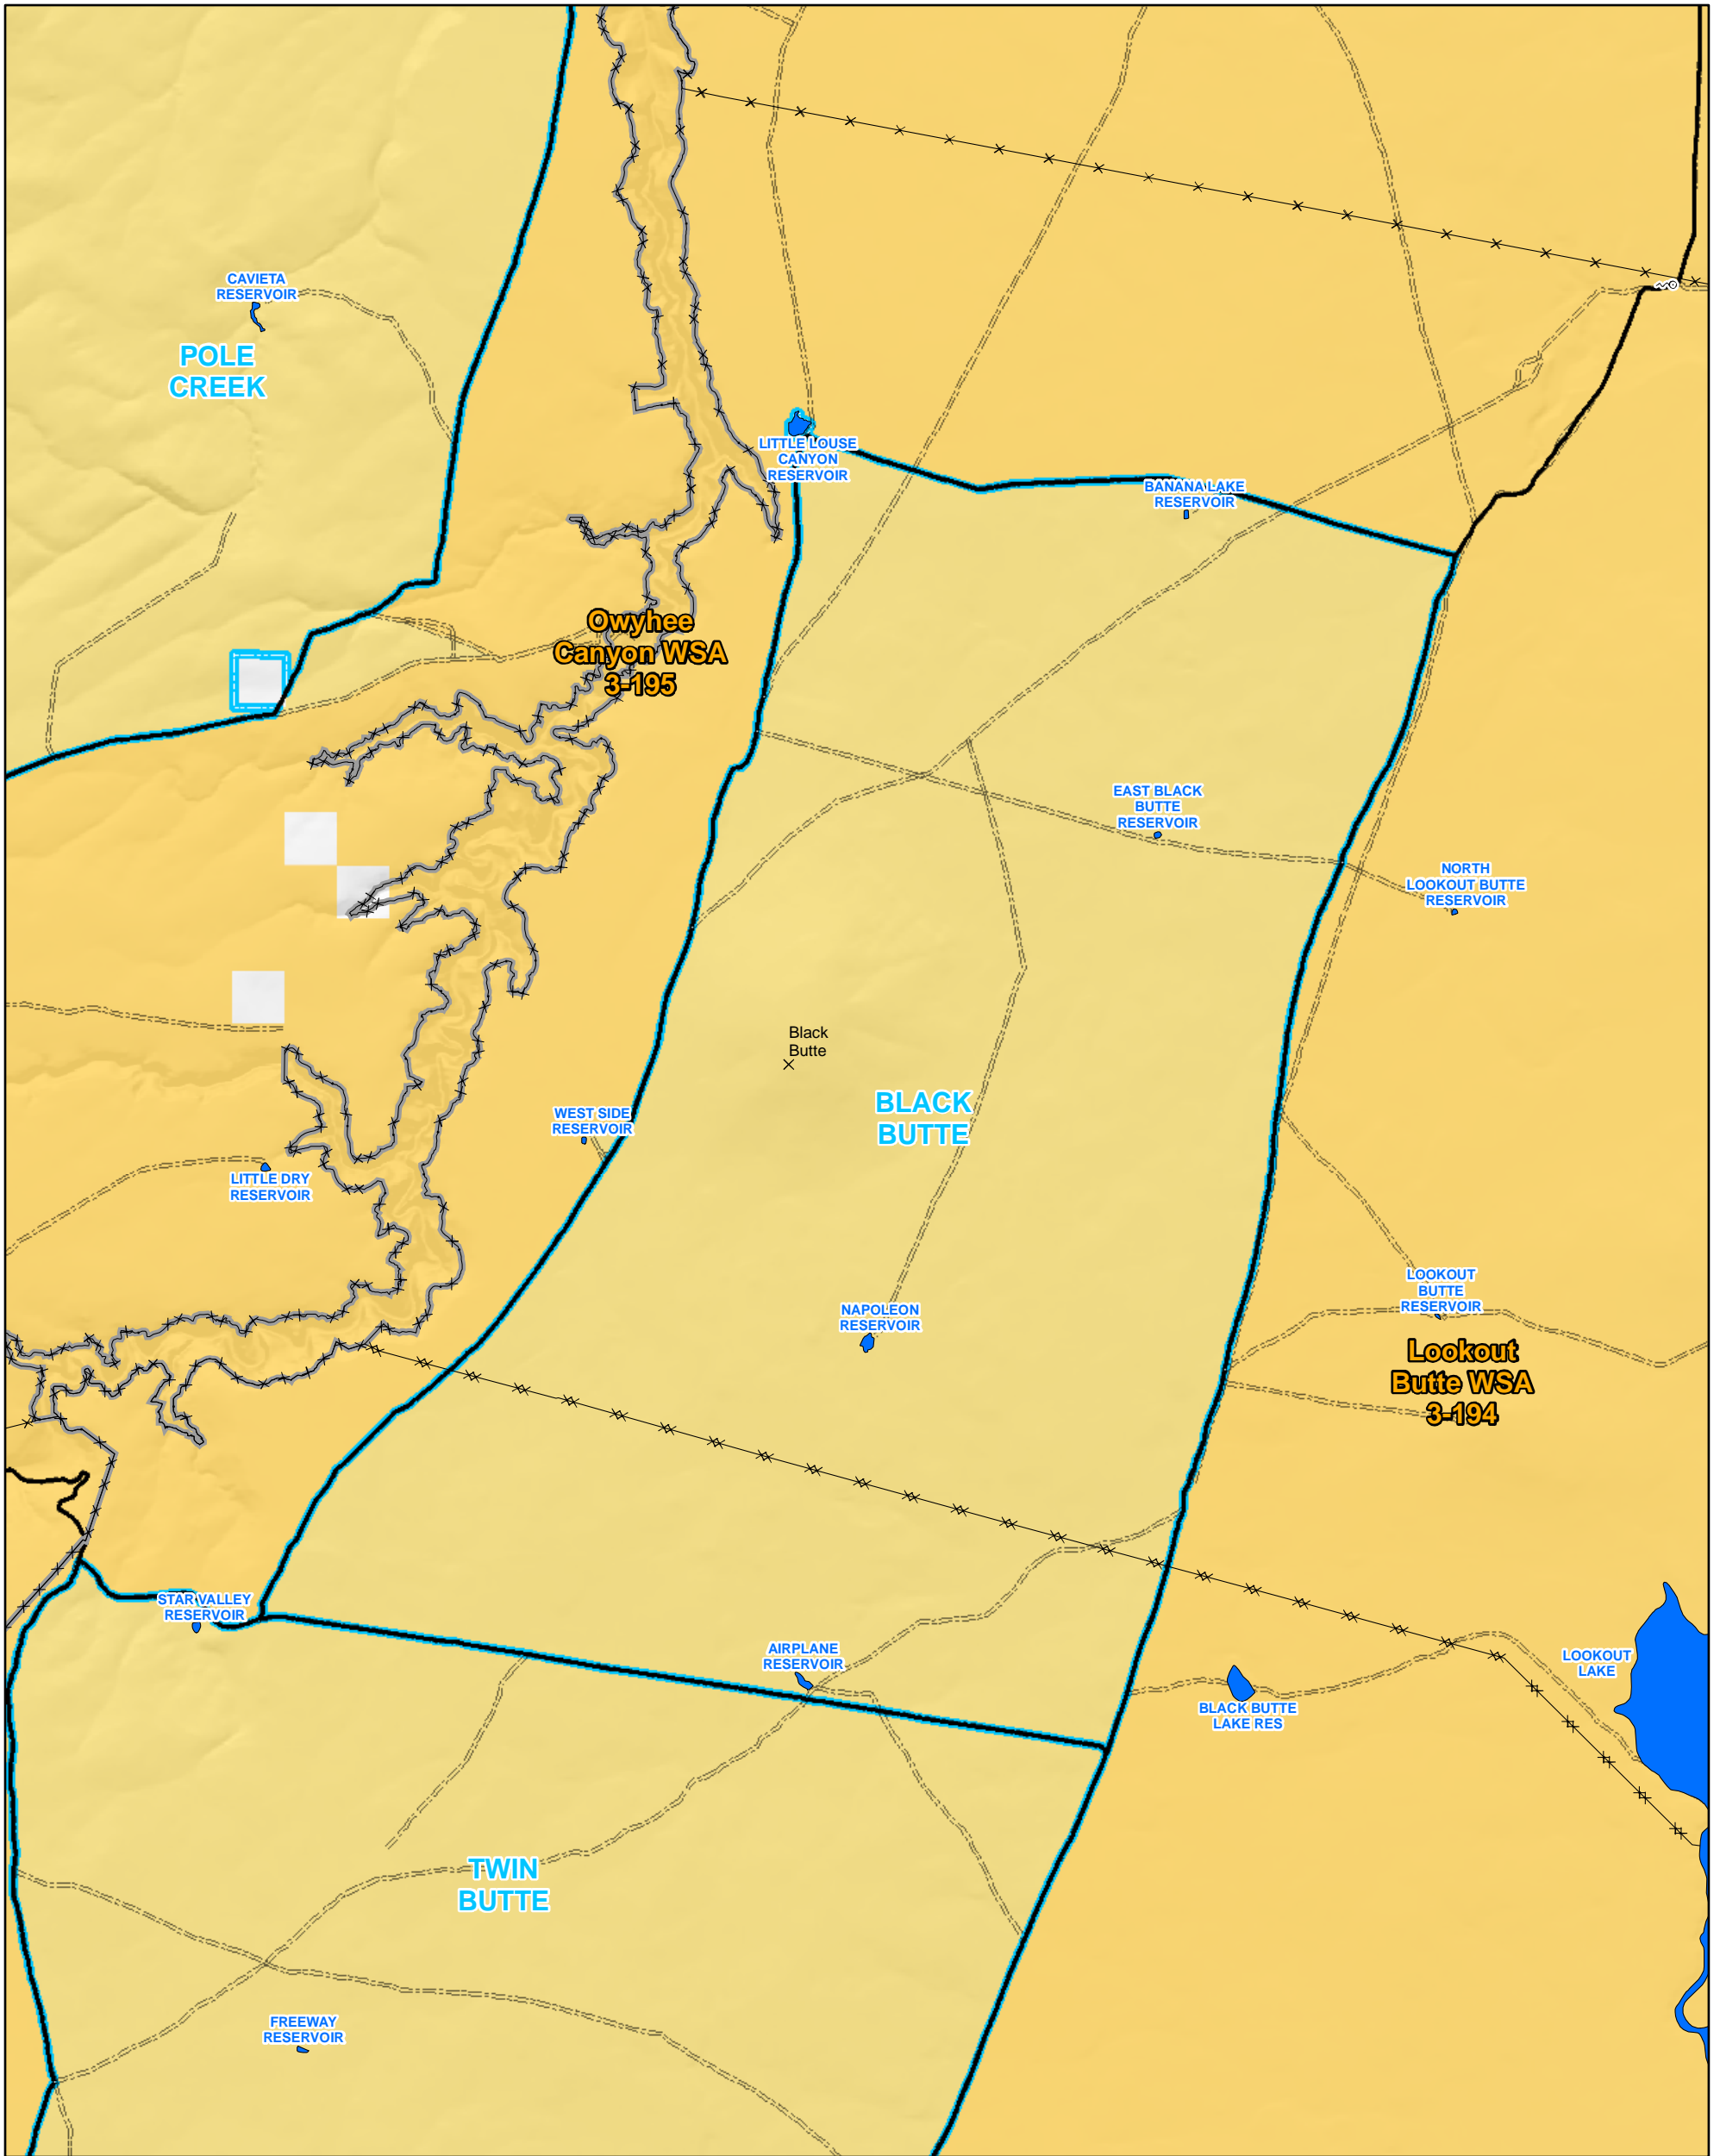 CAVIETA
RESERVOIR
POLE
CREEK
LITTLE LOUSE
CANYON
RESERVOIR
BANANA LAKE
RESERVOIR
Owyhee
Canyon WSA
3-195
EAST BLACK
BUTTE
RESERVOIR
NORTH
LOOKOUT BUTTE
RESERVOIR
Black
Butte
BLACK
BUTTE
WEST SIDE
RESERVOIR
LITTLE DRY
RESERVOIR
LOOKOUT
BUTTE
RESERVOIR
NAPOLEON
RESERVOIR
Lookout
Butte WSA
3-194
STAR VALLEY
RESERVOIR
AIRPLANE
RESERVOIR
LOOKOUT
LAKE
BLACK BUTTE
LAKE RES
TWIN
BUTTE
FREEWAY
RESERVOIR